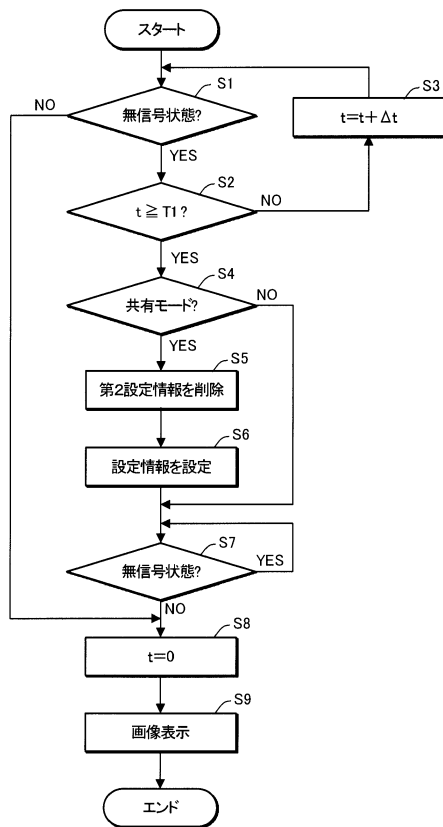 スタート
S1
無信号状態?
NO
YES
S3
t=t+Δt
S2
t≧T1?
NO
YES
S4
共有モード?
NO
YES
S5
第2設定情報を削除
S6
設定情報を設定
S7
無信号状態?
YES
NO
S8
t=0
S9
画像表示
エンド